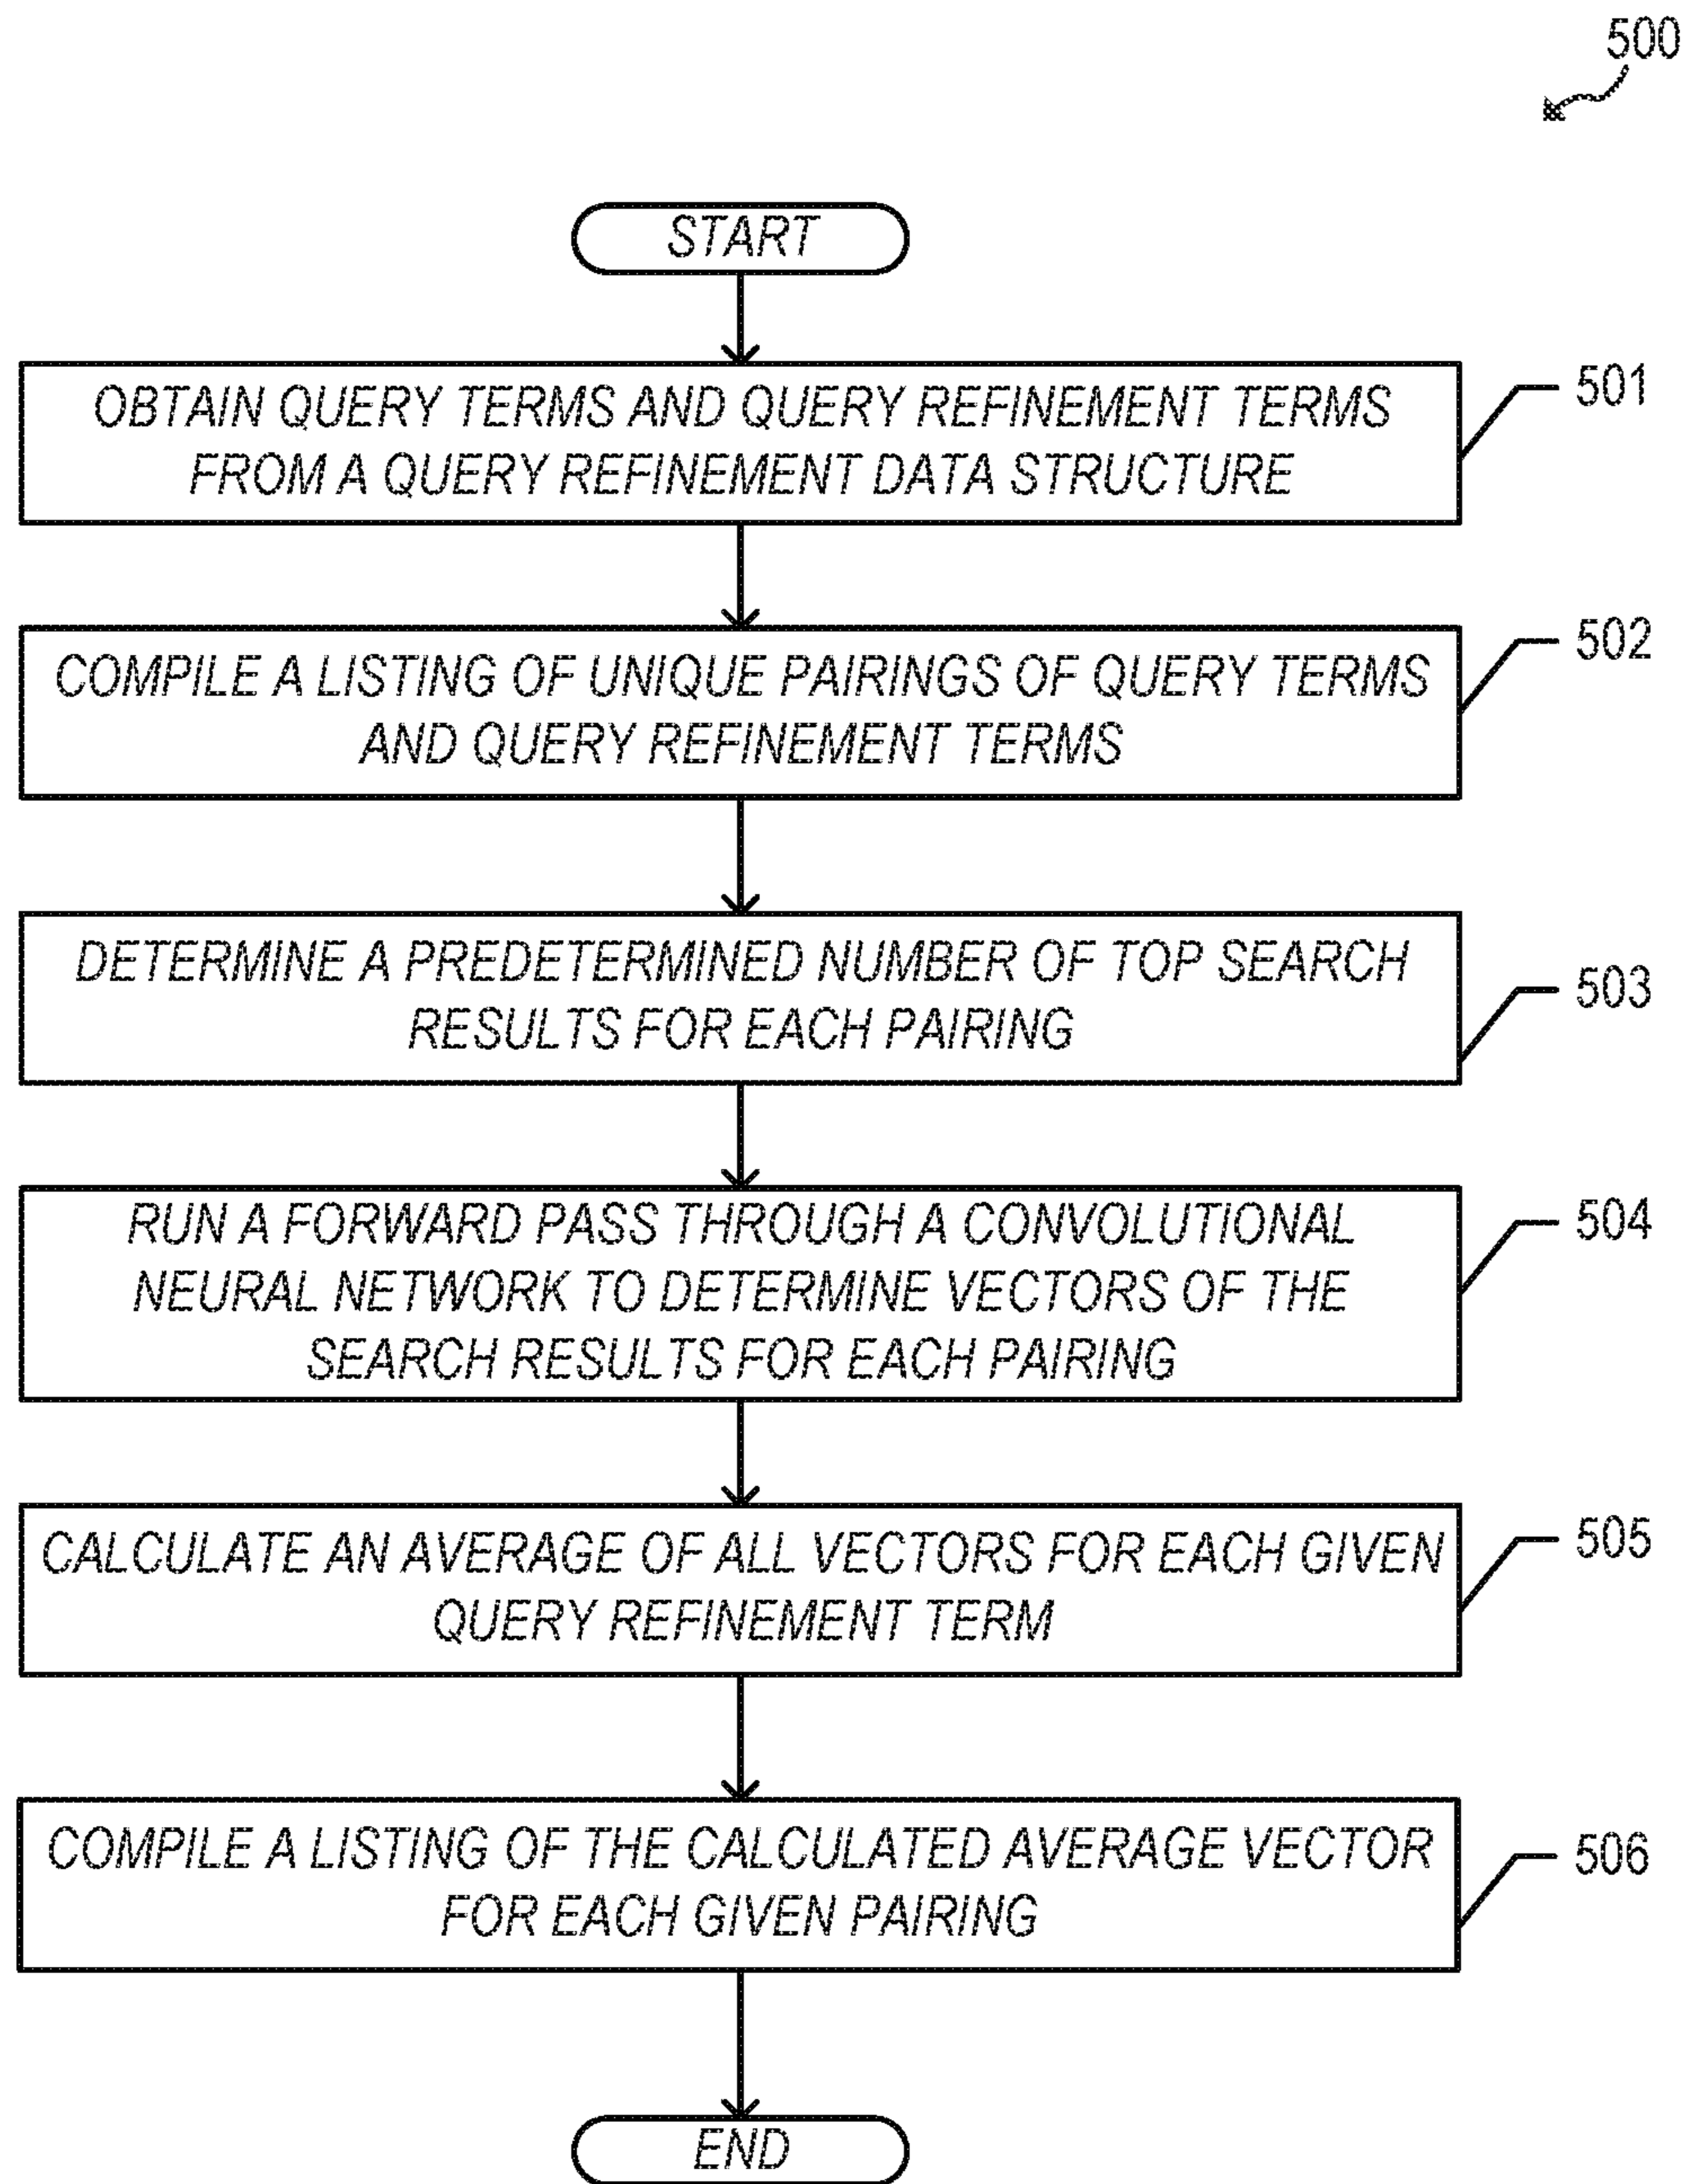 500
START
OBTAIN QUERY TERMS AND QUERY REFINEMENT TERMS
FROM A QUERY REFINEMENT DATA STRUCTURE
501
COMPILE A LISTING OF UNIQUE PAIRINGS OF QUERY TERMS
AND QUERY REFINEMENT TERMS
502
DETERMINE A PREDETERMINED NUMBER OF TOP SEARCH
RESULTS FOR EACH PAIRING
503
RUN A FORWARD PASS THROUGH A CONVOLUTIONAL
NEURAL NETWORK TO DETERMINE VECTORS OF THE
SEARCH RESULTS FOR EACH PAIRING
504
CALCULATE AN AVERAGE OF ALL VECTORS FOR EACH GIVEN
QUERY REFINEMENT TERM
505
COMPILE A LISTING OF THE CALCULATED AVERAGE VECTOR
FOR EACH GIVEN PAIRING
506
END